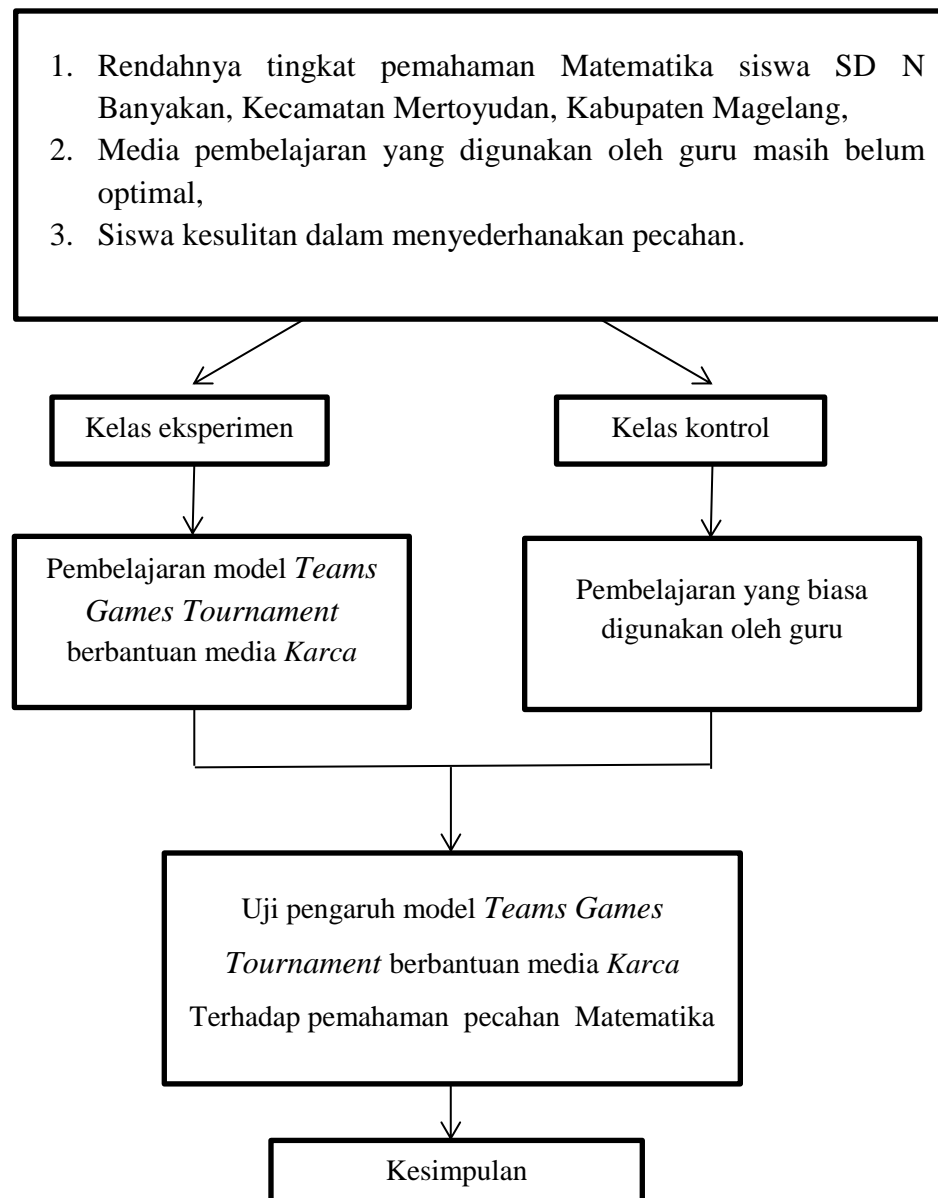 1. Rendahnya tingkat pemahaman Matematika siswa SD N
Banyakan, Kecamatan Mertoyudan, Kabupaten Magelang,
2. Media pembelajaran yang digunakan oleh guru masih belum
optimal,
3. Siswa kesulitan dalam menyederhanakan pecahan.
Kelas eksperimen
Kelas kontrol
Pembelajaran model Teams
Games Tournament
berbantuan media Karca
Pembelajaran yang biasa
digunakan oleh guru
Uji pengaruh model Teams Games
Tournament berbantuan media Karca
Terhadap pemahaman pecahan Matematika
Kesimpulan